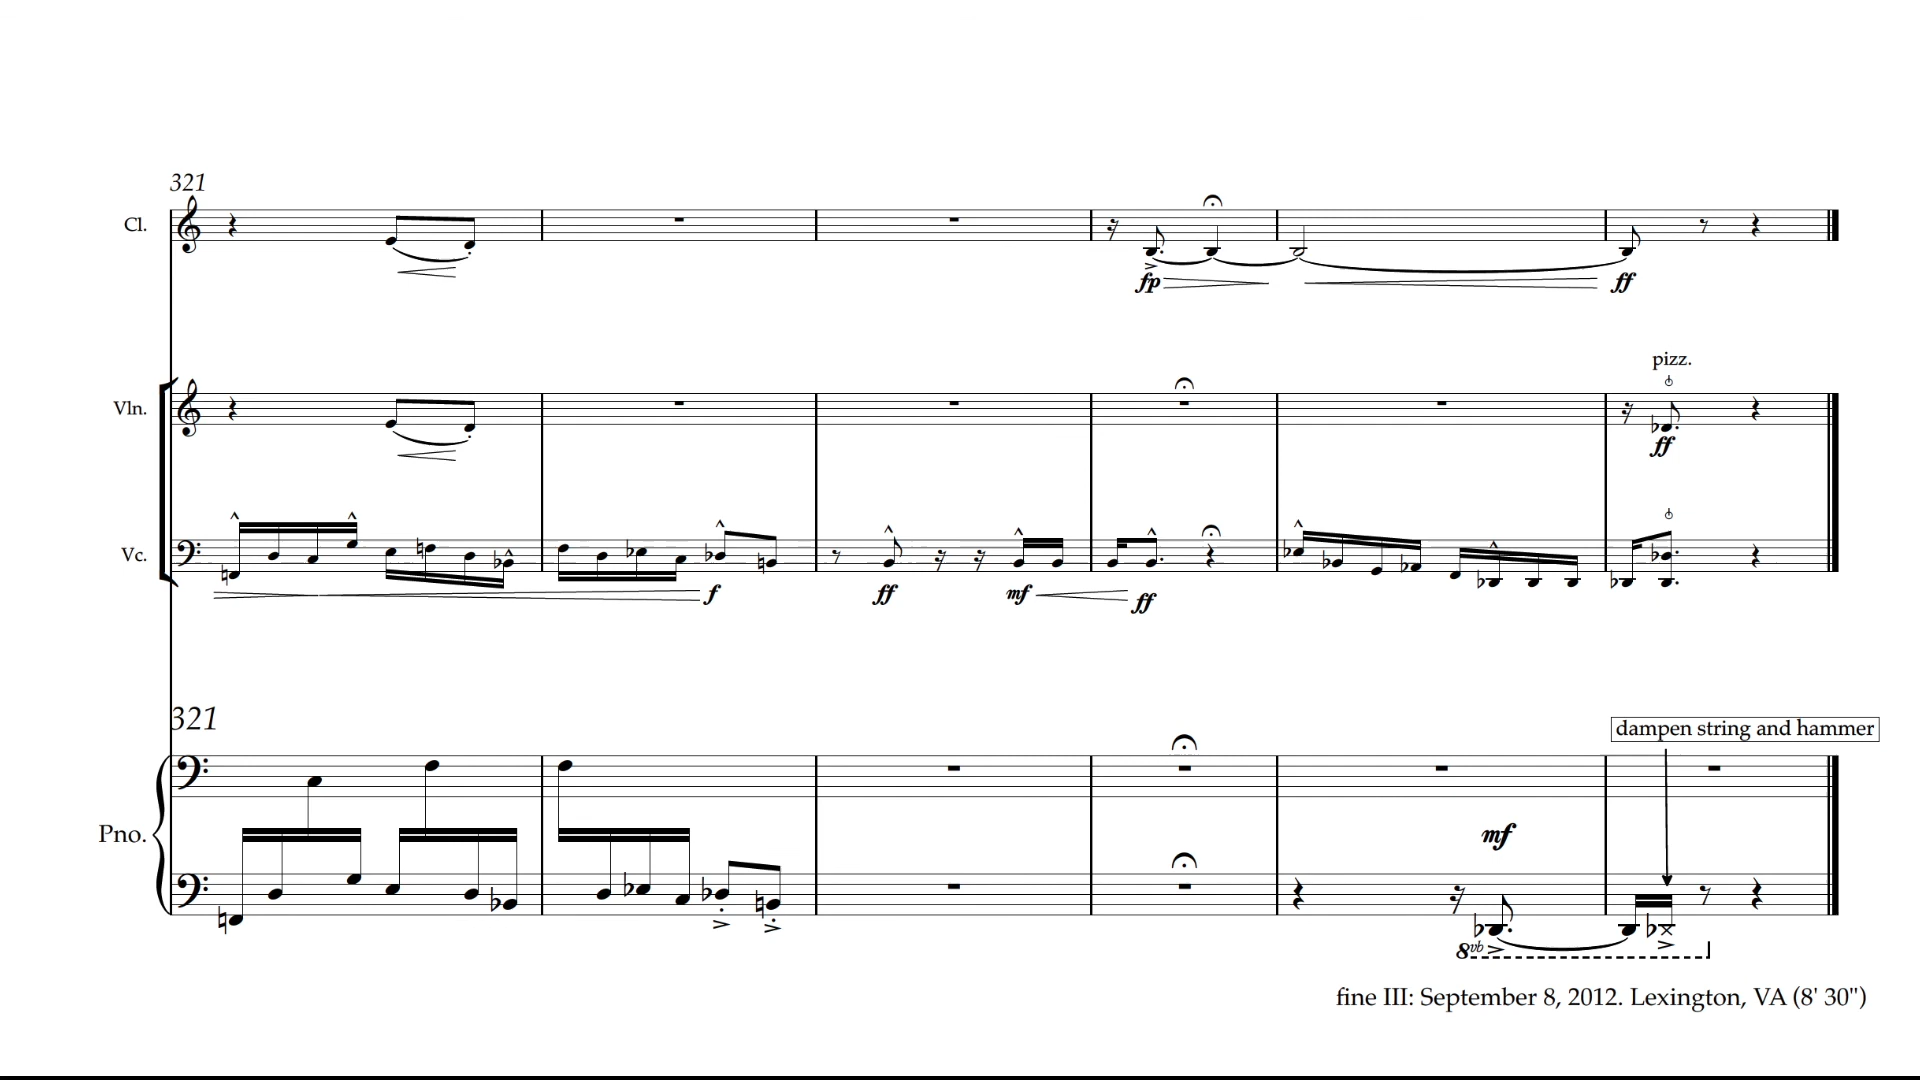 321
Cl.
fp
ff
pizz.
Vln.
ff
Vc.
f
ff
mf
ff
321
dampen string and hammer
Pno.
mf
8vb
fine III: September 8, 2012. Lexington, VA (8' 30")